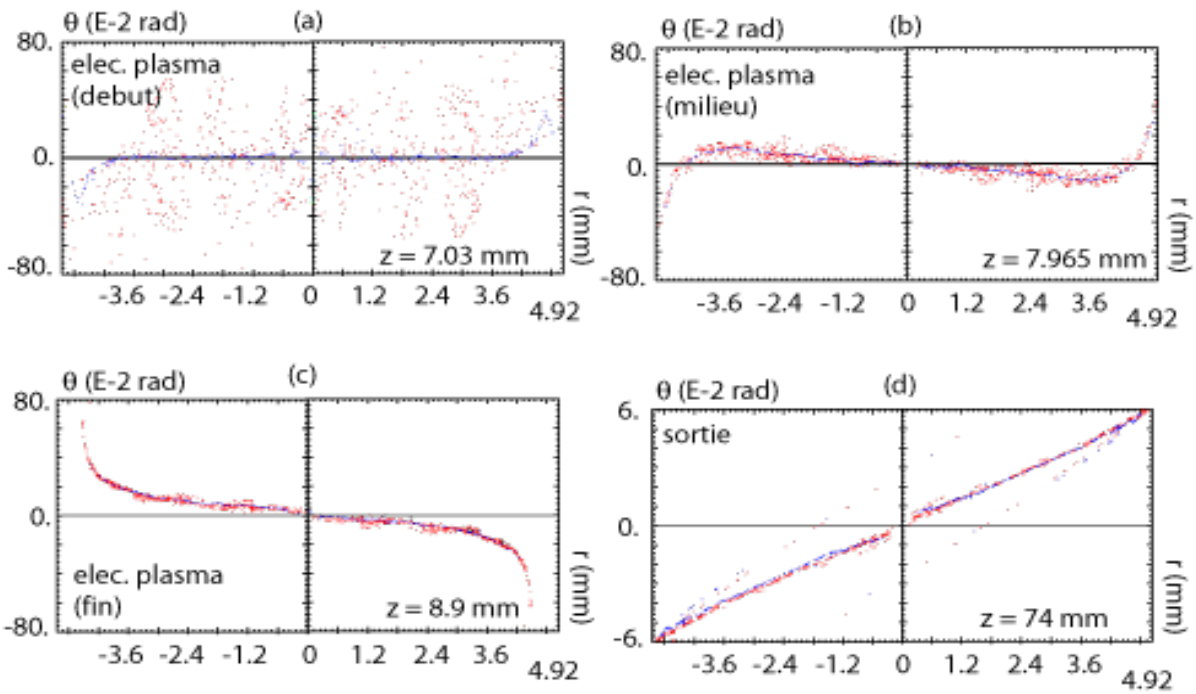 θ (E-2 rad) (a)
80.
elec. plasma
(debut)
0.
z = 7.03 mm
-80.
r (mm)
-3.6 -2.4 -1.2 0 1.2 2.4 3.6
4.92
θ (E-2 rad) (b)
80.
elec. plasma
(milieu)
0.
z = 7.965 mm
-80.
r (mm)
-3.6 -2.4 -1.2 0 1.2 2.4 3.6
4.92
θ (E-2 rad) (c)
80.
0.
elec. plasma
(fin)
z = 8.9 mm
-80.
r (mm)
-3.6 -2.4 -1.2 0 1.2 2.4 3.6
4.92
θ (E-2 rad) (d)
6.
sortie
0.
z = 74 mm
-6.
r (mm)
-3.6 -2.4 -1.2 0 1.2 2.4 3.6
4.92